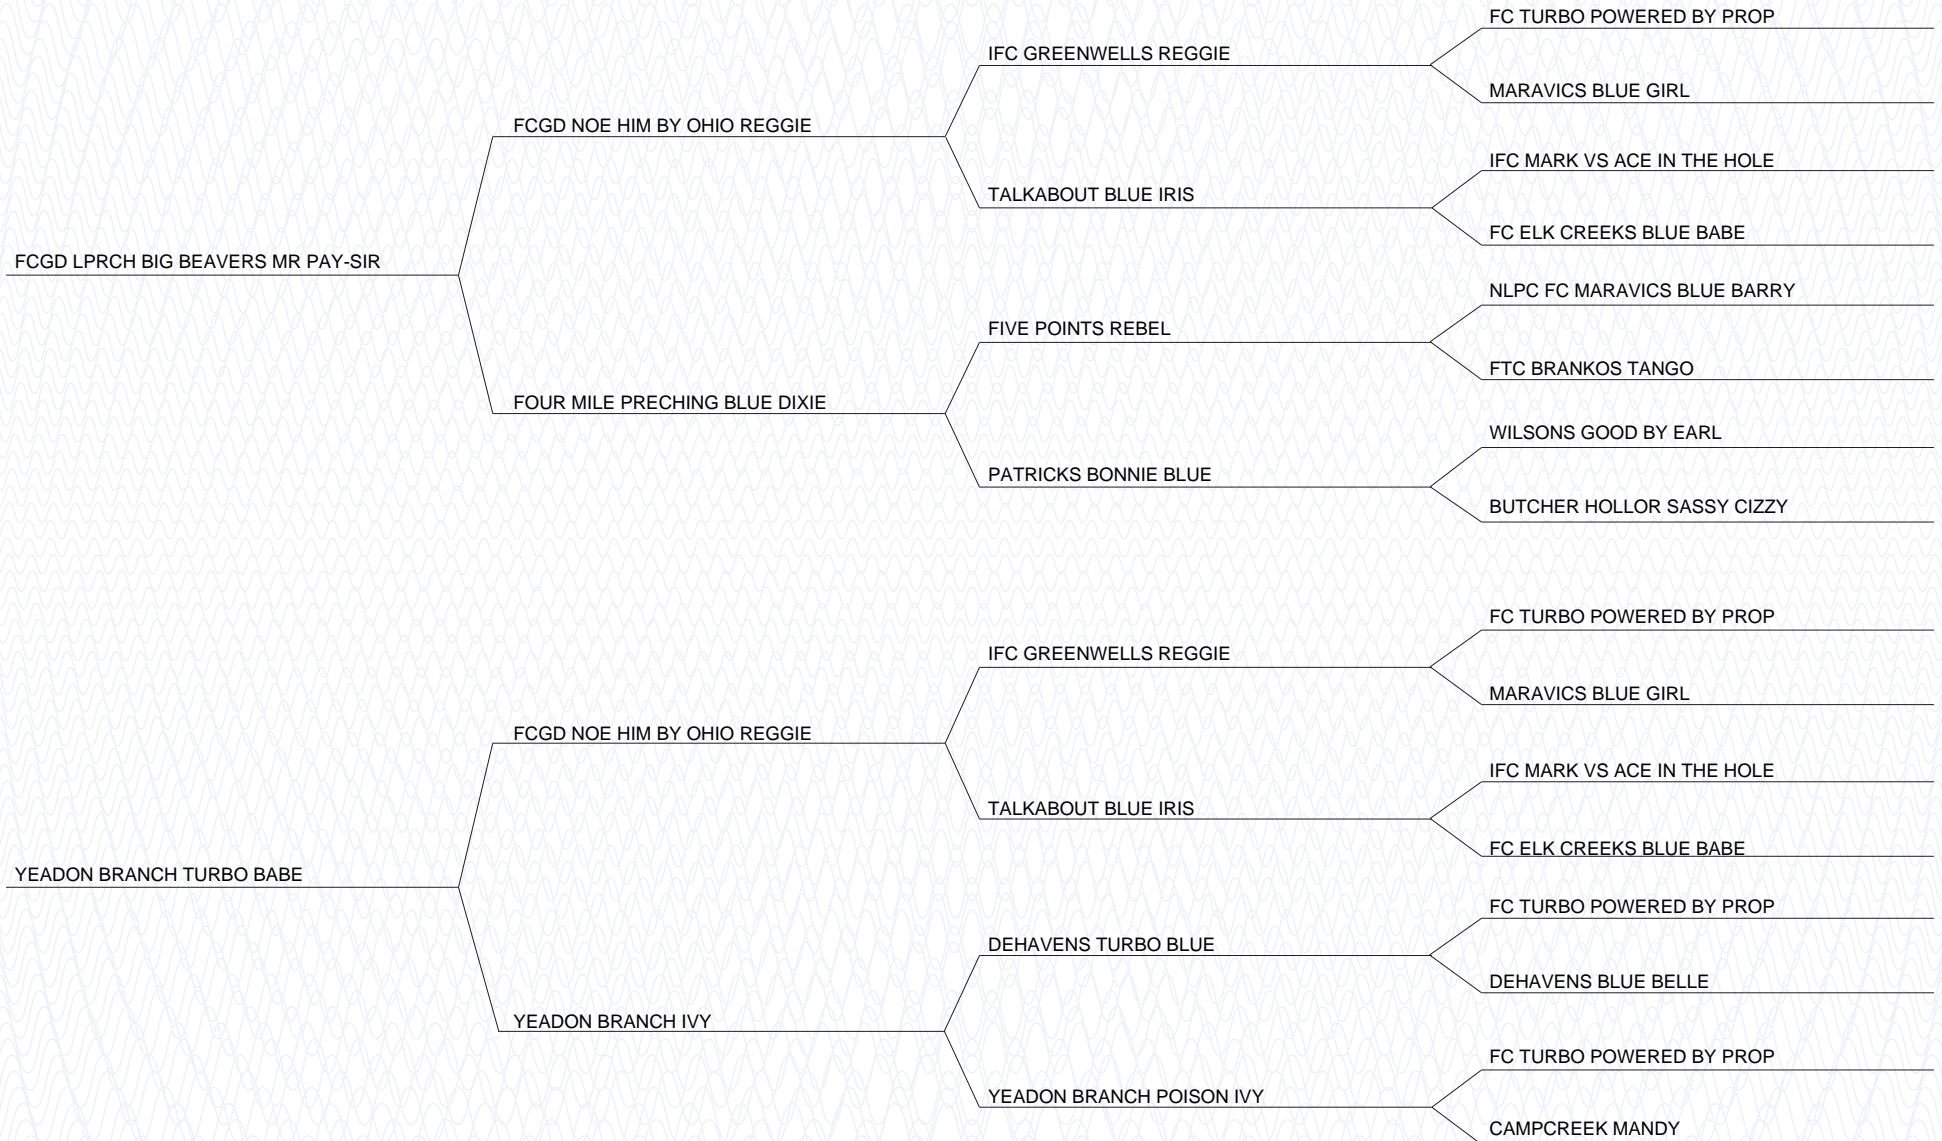 FC TURBO POWERED BY PROP
IFC GREENWELLS REGGIE
MARAVICS BLUE GIRL
FCGD NOE HIM BY OHIO REGGIE
IFC MARK VS ACE IN THE HOLE
TALKABOUT BLUE IRIS
FC ELK CREEKS BLUE BABE
FCGD LPRCH BIG BEAVERS MR PAY-SIR
NLPC FC MARAVICS BLUE BARRY
FIVE POINTS REBEL
FTC BRANKOS TANGO
FOUR MILE PRECHING BLUE DIXIE
WILSONS GOOD BY EARL
PATRICKS BONNIE BLUE
BUTCHER HOLLOR SASSY CIZZY
FC TURBO POWERED BY PROP
IFC GREENWELLS REGGIE
MARAVICS BLUE GIRL
FCGD NOE HIM BY OHIO REGGIE
IFC MARK VS ACE IN THE HOLE
TALKABOUT BLUE IRIS
FC ELK CREEKS BLUE BABE
YEADON BRANCH TURBO BABE
FC TURBO POWERED BY PROP
DEHAVENS TURBO BLUE
DEHAVENS BLUE BELLE
YEADON BRANCH IVY
FC TURBO POWERED BY PROP
YEADON BRANCH POISON IVY
CAMPCREEK MANDY